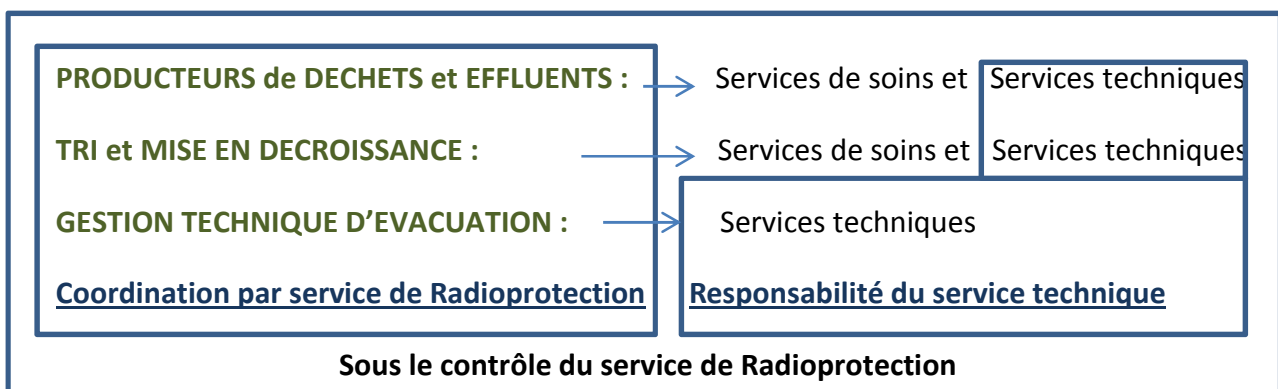 PRODUCTEURS de DECHETS et EFFLUENTS : Services de soins et Services techniques
TRI et MISE EN DECROISSANCE : Services de soins et Services techniques
GESTION TECHNIQUE D’EVACUATION : Services techniques
Coordination par service de Radioprotection Responsabilité du service technique
Sous le contrôle du service de Radioprotection